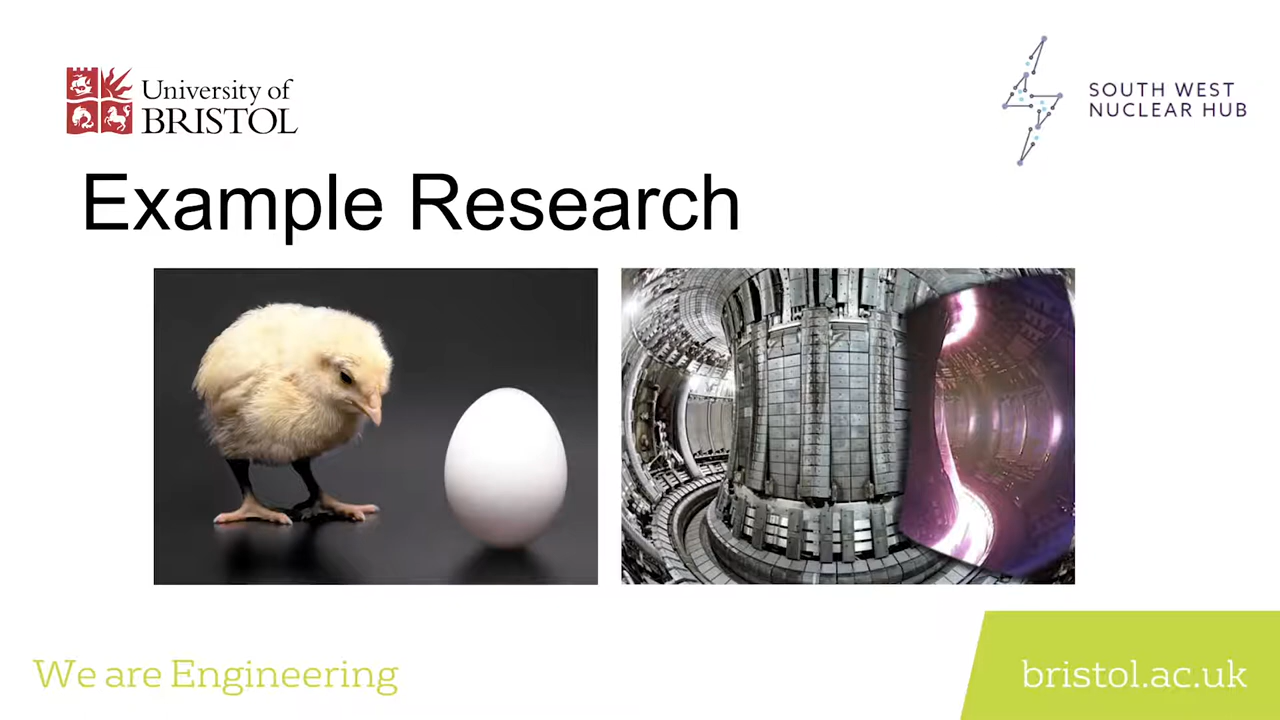 University of
BRISTOL
SOUTH WEST
NUCLEAR HUB
Example Research
We are Engineering
bristol.ac.uk